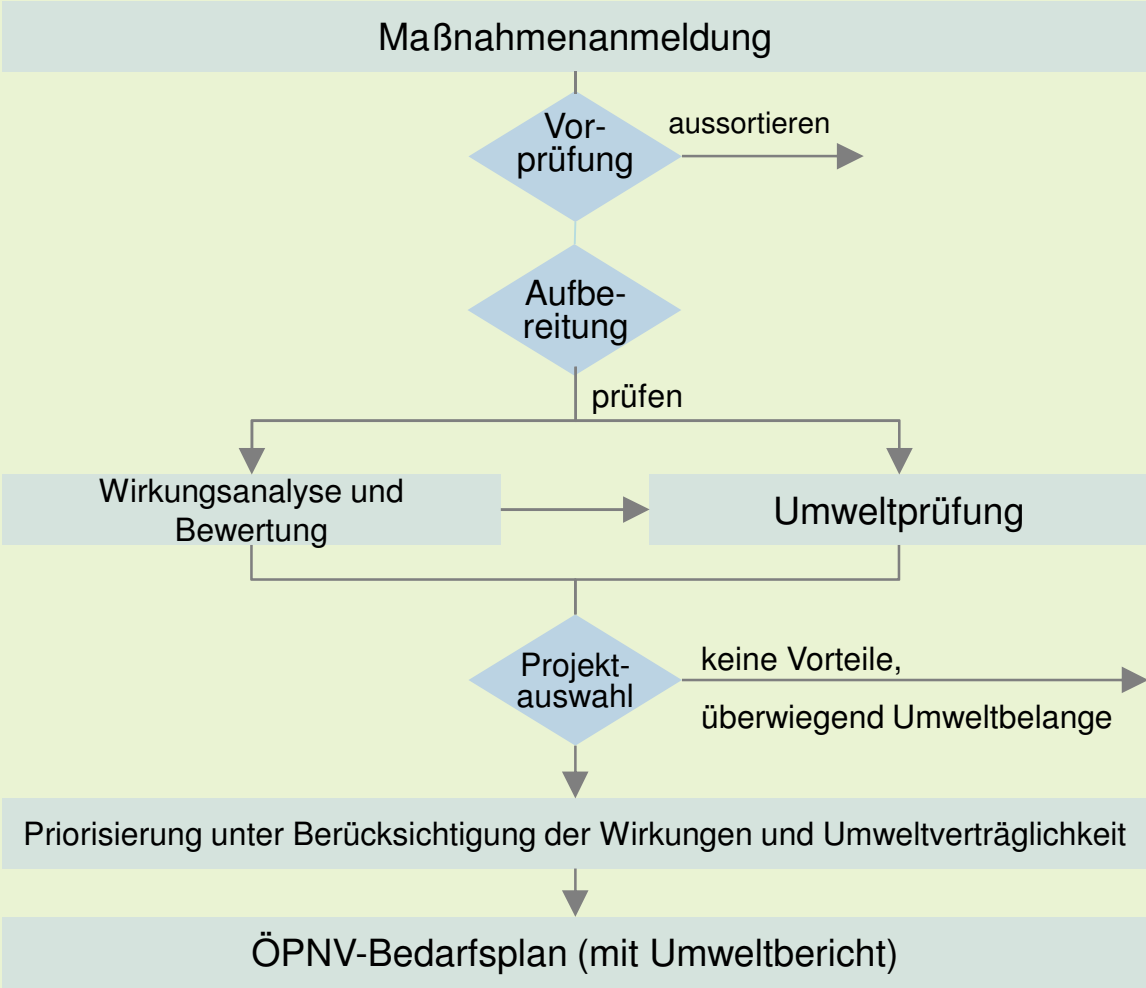 Maßnahmenanmeldung
Vor-
prüfung
aussortieren
Aufbe-
reitung
prüfen
Wirkungsanalyse und
Bewertung
Umweltprüfung
Projekt-
auswahl
keine Vorteile,
überwiegend Umweltbelange
Priorisierung unter Berücksichtigung der Wirkungen und Umweltverträglichkeit
ÖPNV-Bedarfsplan (mit Umweltbericht)